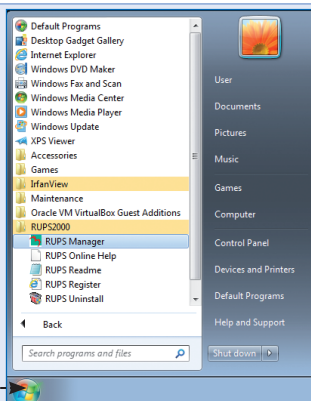 Default Programs
Desktop Gadget Gallery
Internet Explorer
Windows DVD Maker
Windows Fax and Scan
Windows Media Center
Windows Media Player
Windows Update
XPS Viewer
Accessories
Games
IrfanView
Maintenance
Oracle VM VirtualBox Guest Additions
RUPS2000
RUPS Manager
RUPS Online Help
RUPS Readme
RUPS Register
RUPS Uninstall
Back
Search programs and files
User
Documents
Pictures
Music
Games
Computer
Control Panel
Devices and Printers
Default Programs
Help and Support
Shut down